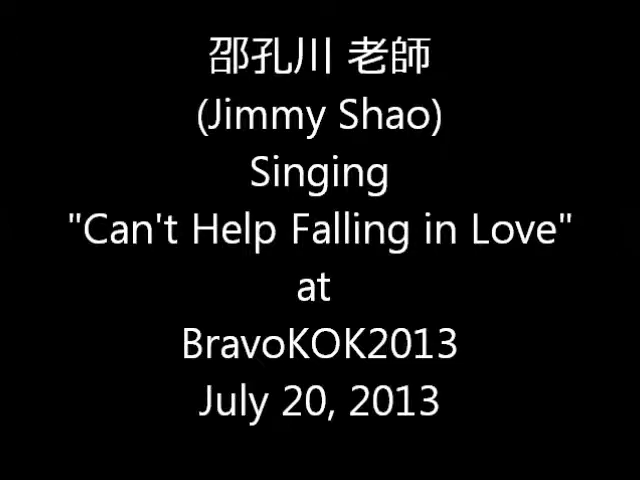 邵孔川 老師
(Jimmy Shao)
Singing
"Can't Help Falling in Love"
at
BravoKOK2013
July 20, 2013